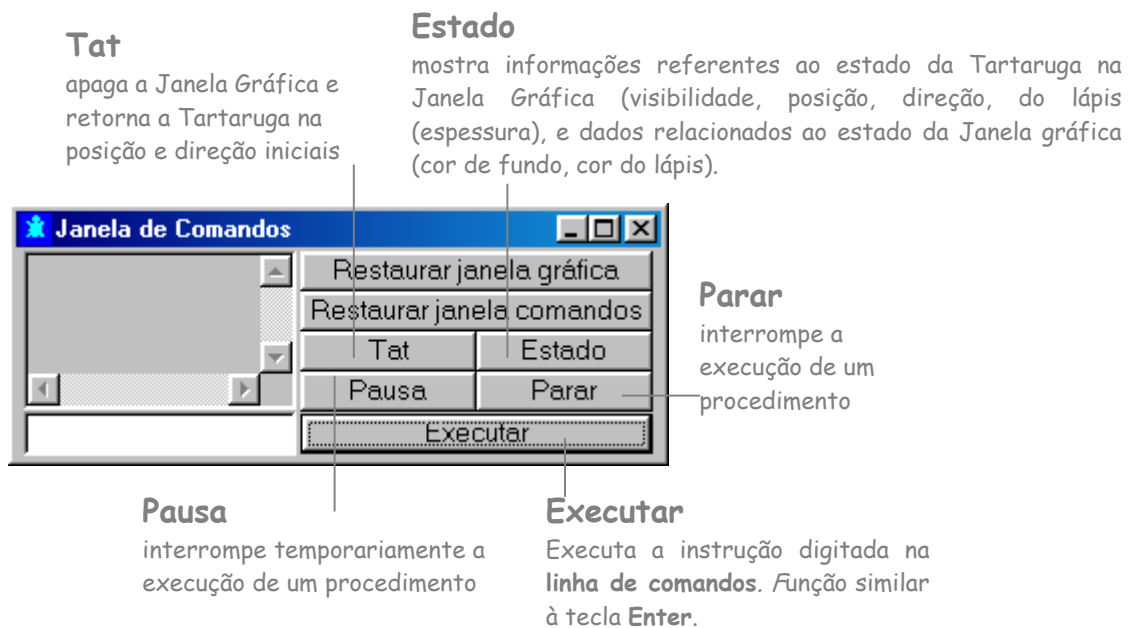 Tat
apaga a Janela Gráfica e
retorna a Tartaruga na
posição e direção iniciais
Estado
mostra informações referentes ao estado da Tartaruga na
Janela Gráfica (visibilidade, posição, direção, do lápis
(espessura), e dados relacionados ao estado da Janela gráfica
(cor de fundo, cor do lápis).
Janela de Comandos
Restaurar janela gráfica
Restaurar janela comandos
Tat Estado
Pausa Parar
Executar
Parar
interrompe a
execução de um
procedimento
Pausa
interrompe temporariamente a
execução de um procedimento
Executar
Executa a instrução digitada na
linha de comandos. Função similar
à tecla Enter.